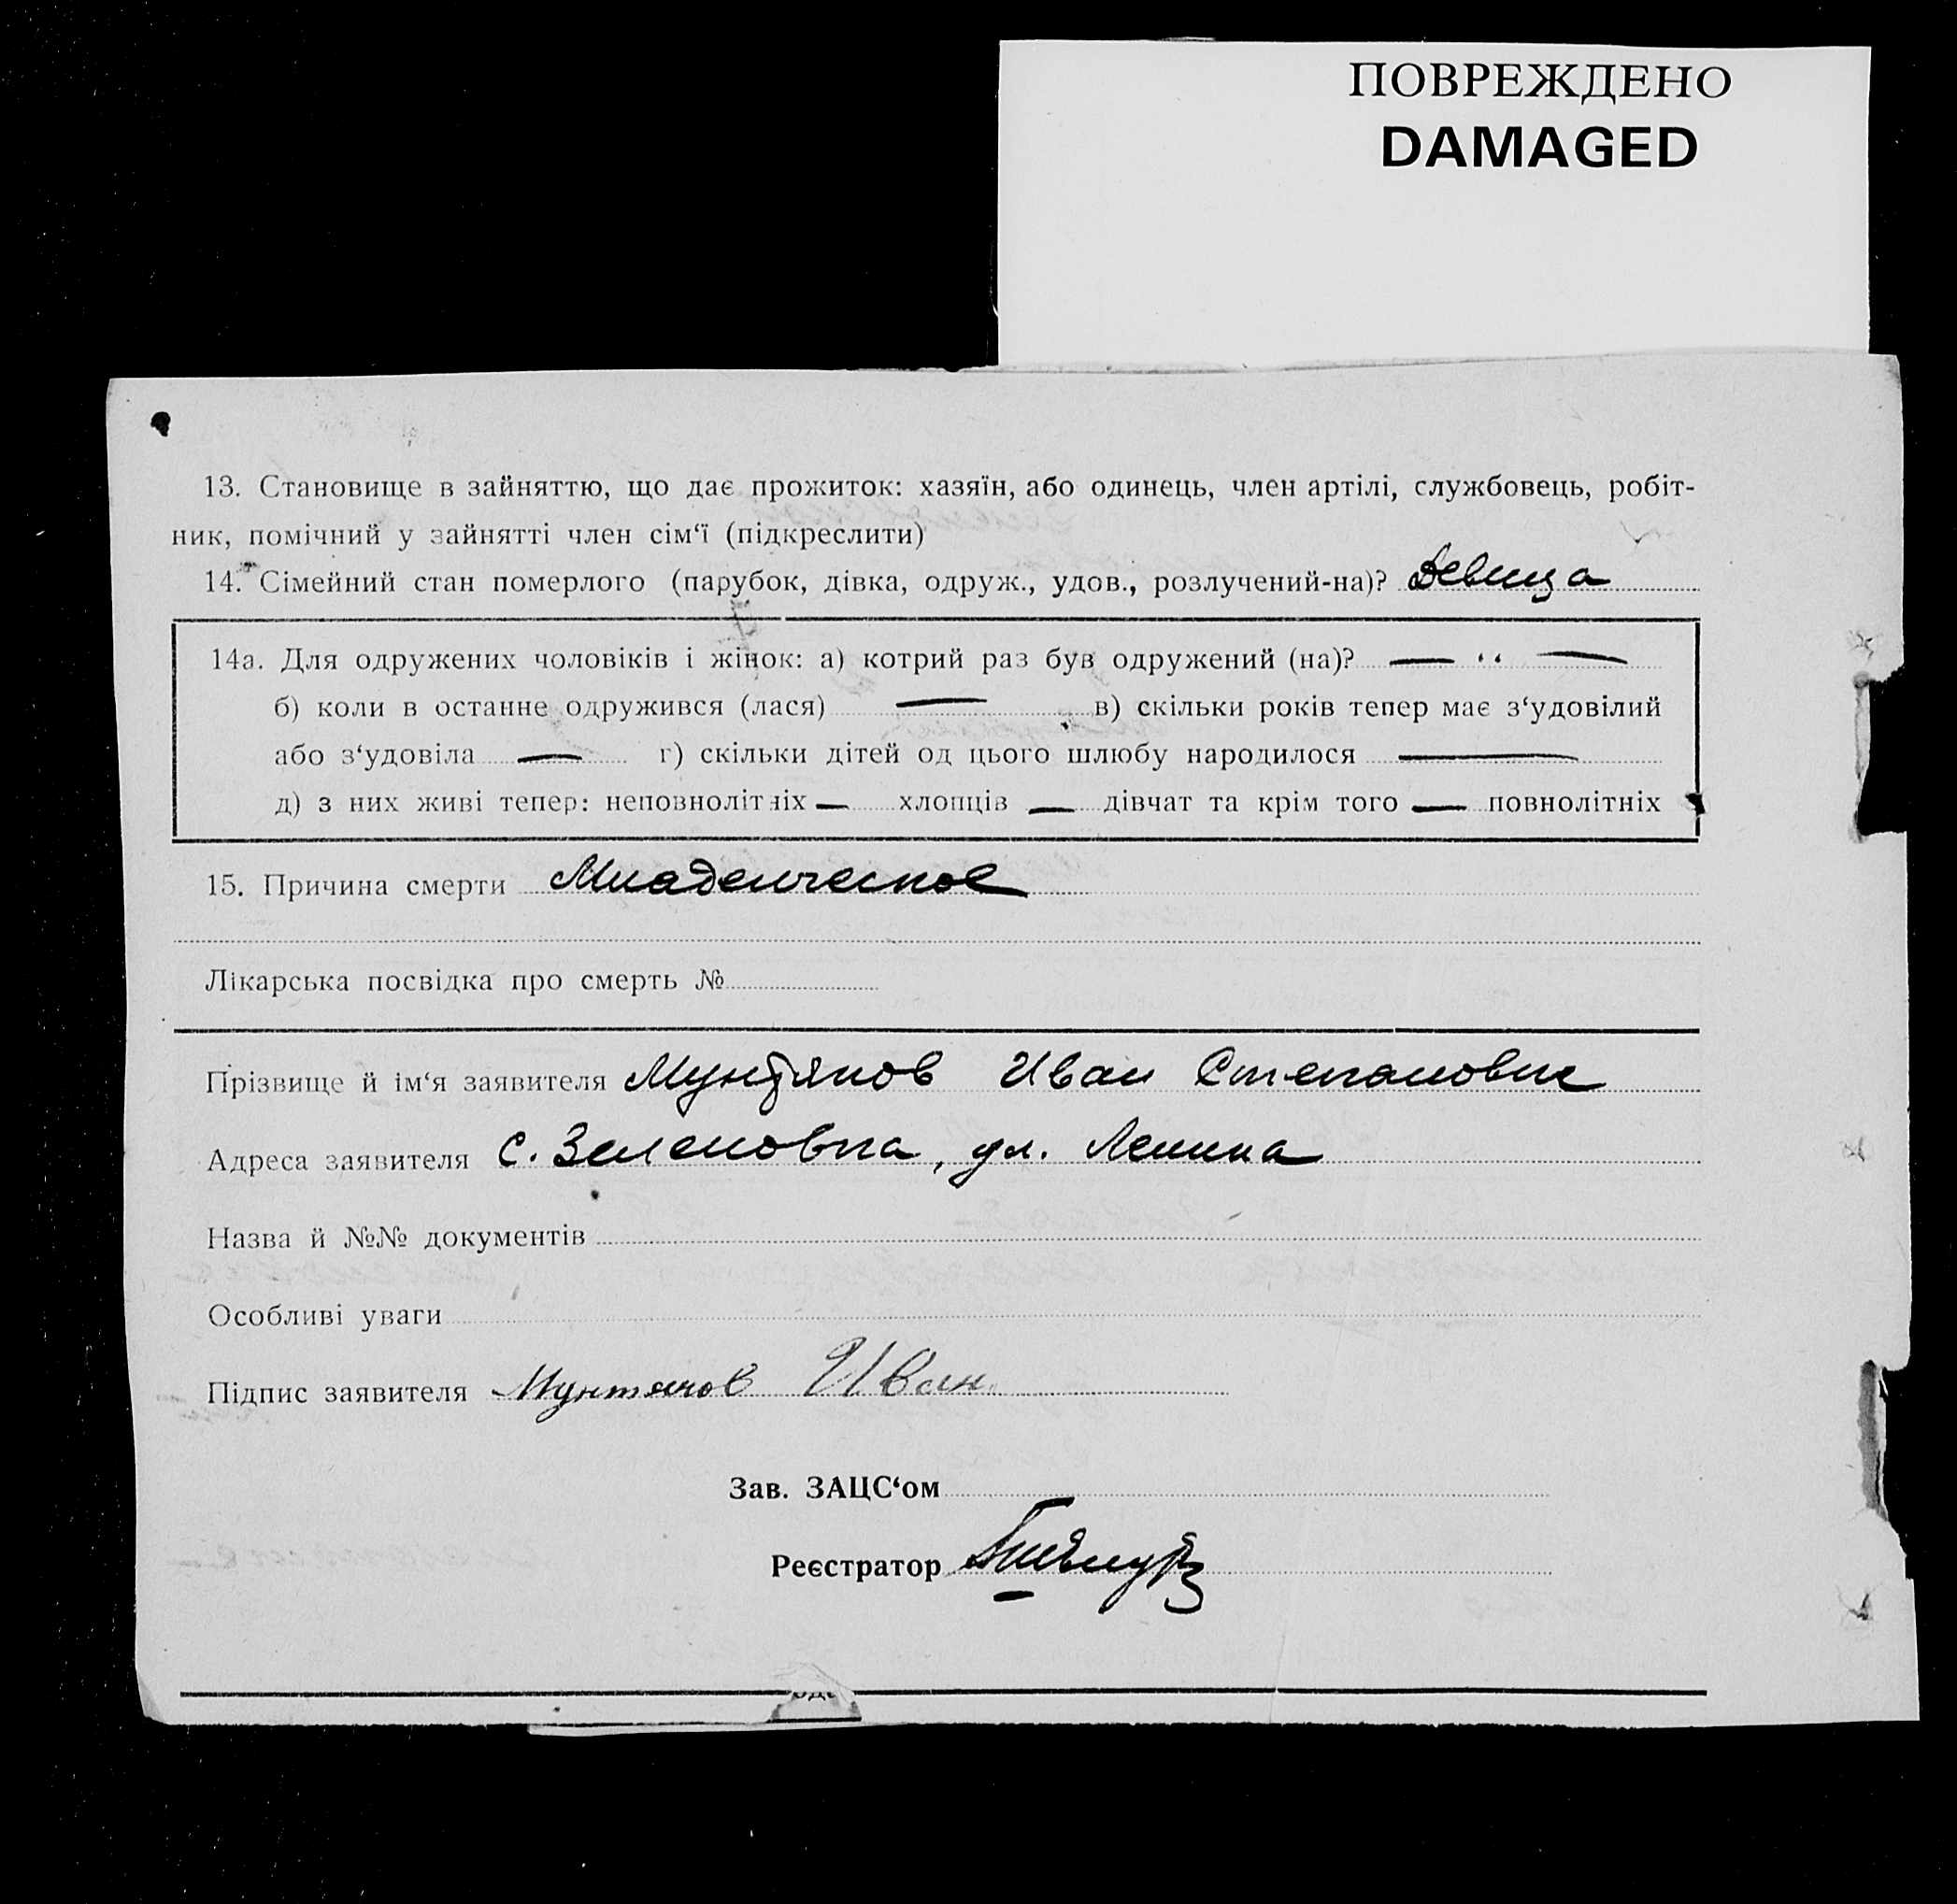 ПОВРЕЖДЕНО
DAMAGED
13. Становище в зайняттю, що дає прожиток: хазяїн, або одинець, член артілі, службовець, робіт-
ник, помічний у зайнятті член сім‘ї (підкреслити)
14. Сімейний стан померлого (парубок, дівка, одруж., удов., розлучений-на)? Девица
14а. Для одружених чоловіків і жінок: а) котрий раз був одружений (на)? — „ —
б) коли в останнє одружився (лася) — в) скільки років тепер має з‘удовілий
або з‘удовіла — г) скільки дітей од цього шлюбу народилося —
д) з них живі тепер: неповнолітніх — хлопців — дівчат та крім того — повнолітніх
15. Причина смерти Младенческое
Лікарська посвідка про смерть №
Прізвище й ім‘я заявителя Мунтянов Иван Степанович
Адреса заявителя с. Зеленовка, ул. Ленина
Назва й №№ документів
Особливі уваги
Підпис заявителя Мунтянов Иван
Зав. ЗАЦС‘ом
Реєстратор